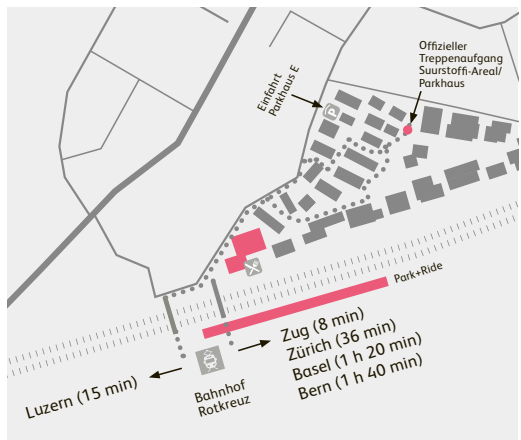 Offizieller
Treppenaufgang
Suurstoffi-Areal/
Parkhaus
Einfahrt
Parkhaus E
P
Park+Ride
Zug (8 min)
Zürich (36 min)
Basel (1 h 20 min)
Bern (1 h 40 min)
Luzern (15 min)
Bahnhof
Rotkreuz